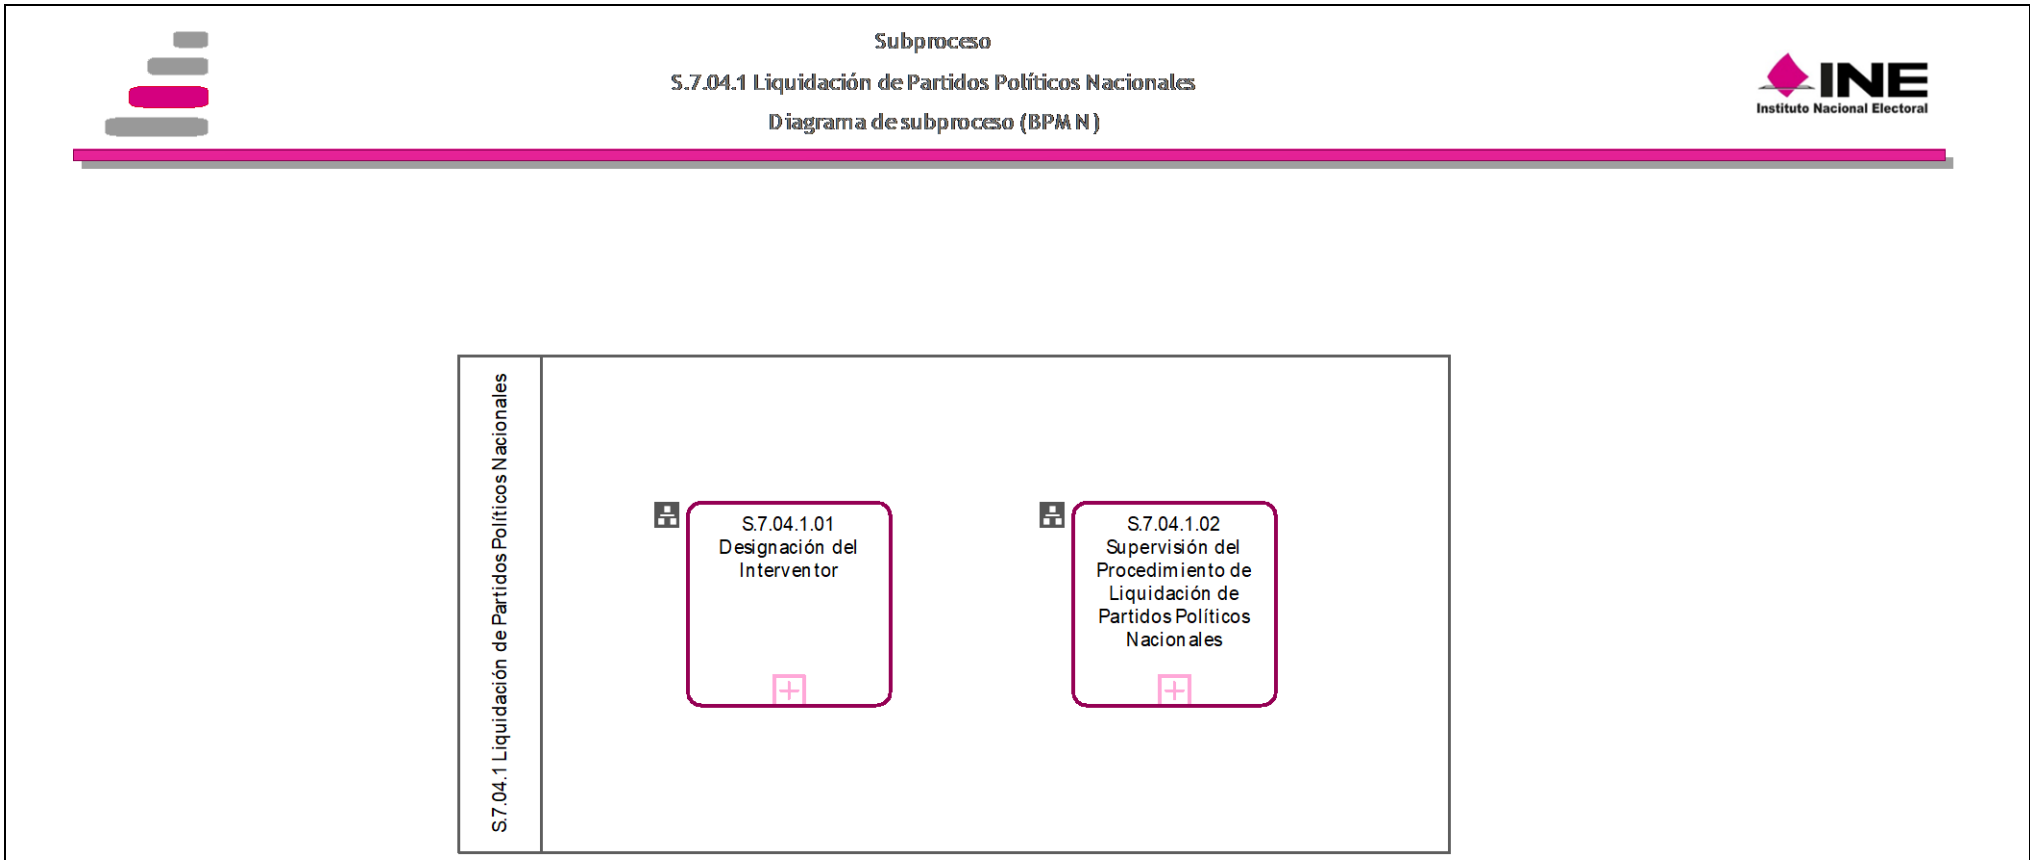 Subproceso
S.7.04.1 Liquidación de Partidos Políticos Nacionales
Diagrama de subproceso (BPMN)
INE
Instituto Nacional Electoral
S.7.04.1 Liquidación de Partidos Políticos Nacionales
S.7.04.1.01
Designación del
Interventor
S.7.04.1.02
Supervisión del
Procedimiento de
Liquidación de
Partidos Políticos
Nacionales